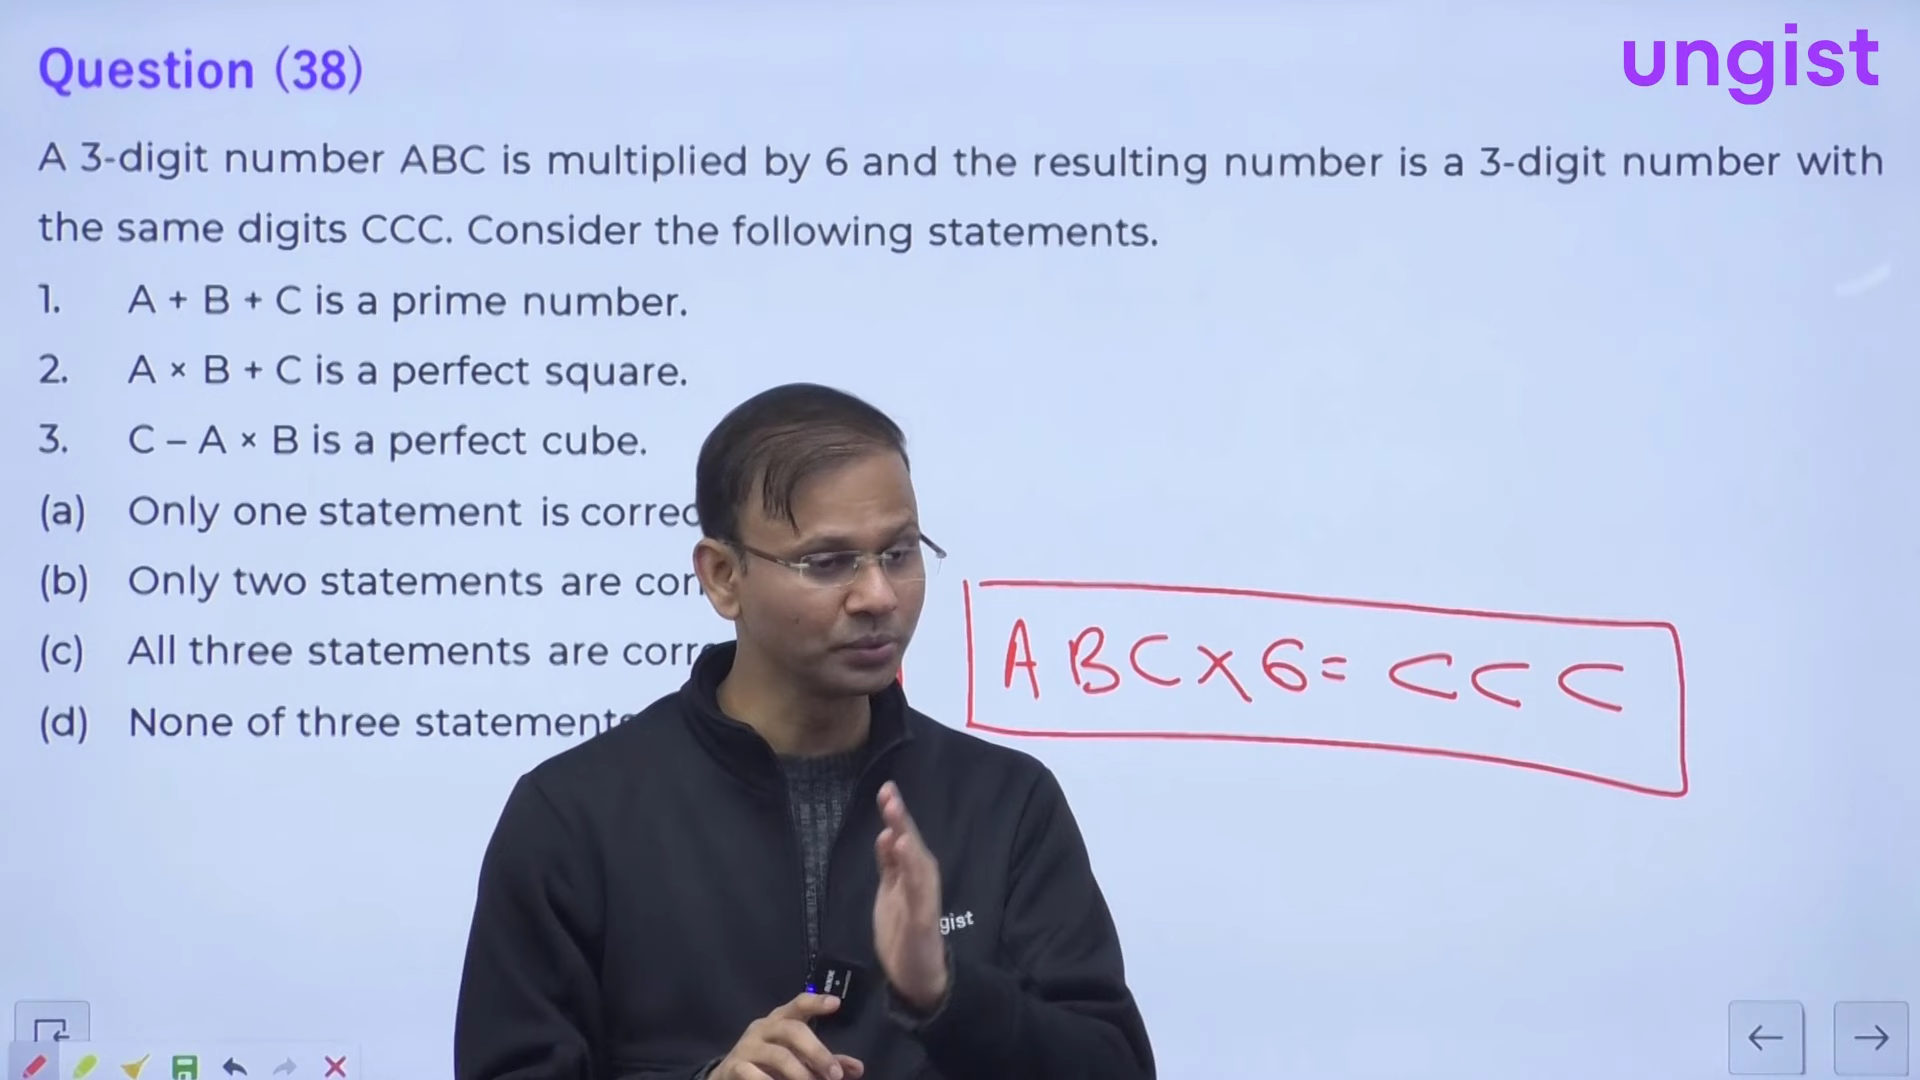 Question (38)
ungist
A 3-digit number ABC is multiplied by 6 and the resulting number is a 3-digit number with
the same digits CCC. Consider the following statements.
1. A + B + C is a prime number.
2. A × B + C is a perfect square.
3. C – A × B is a perfect cube.
(a) Only one statement is correc
(b) Only two statements are cor
(c) All three statements are corr
(d) None of three statement
A B C × 6 = C C C
gist